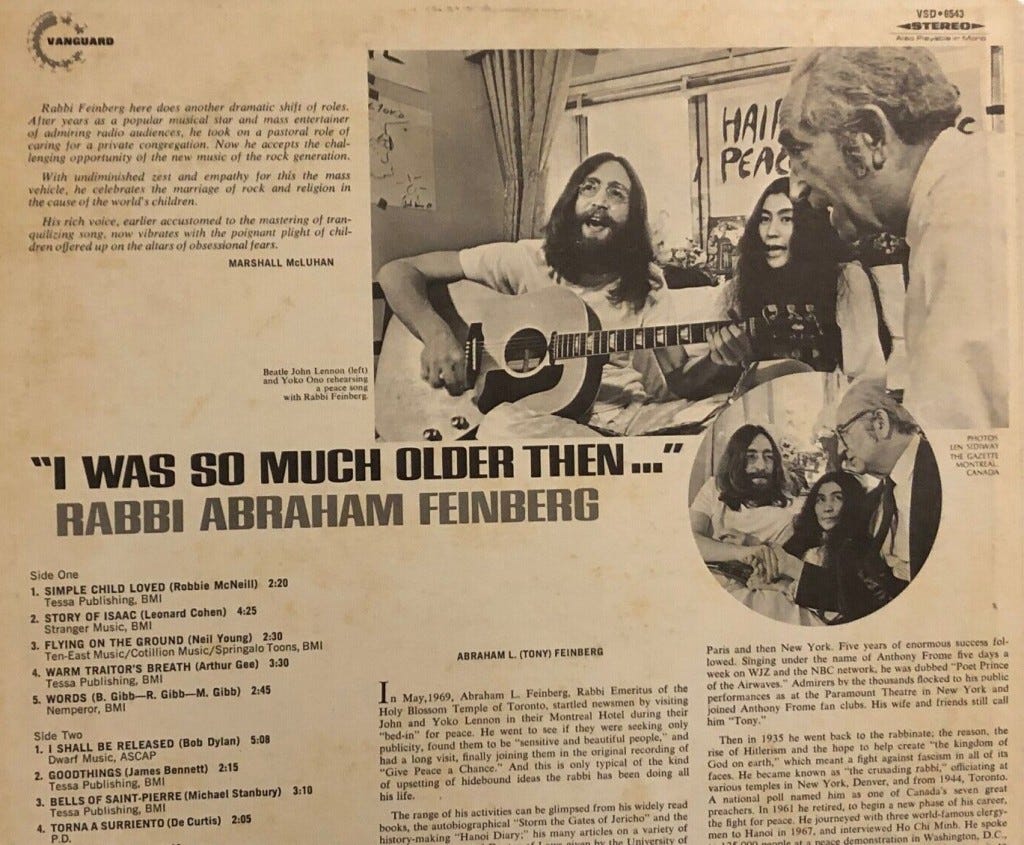 VANGUARD
VSD•6543
STEREO
Also Playable in Mono
Rabbi Feinberg here does another dramatic shift of roles.
After years as a popular musical star and mass entertainer
of admiring radio audiences, he took on a pastoral role of
caring for a private congregation. Now he accepts the chal-
lenging opportunity of the new music of the rock generation.
With undiminished zest and empathy for this the mass
vehicle, he celebrates the marriage of rock and religion in
the cause of the world's children.
His rich voice, earlier accustomed to the mastering of tran-
quilizing song, now vibrates with the poignant plight of chil-
dren offered up on the altars of obsessional fears.
MARSHALL McLUHAN
HAIR
PEAC
C
Beatle John Lennon (left)
and Yoko Ono rehearsing
a peace song
with Rabbi Feinberg.
PHOTOS
LEN SIDIWAY
THE GAZETTE
MONTREAL,
CANADA
"I WAS SO MUCH OLDER THEN..."
RABBI ABRAHAM FEINBERG
Side One
1. SIMPLE CHILD LOVED (Robbie McNeill) 2:20
Tessa Publishing, BMI
2. STORY OF ISAAC (Leonard Cohen) 4:25
Stranger Music, BMI
3. FLYING ON THE GROUND (Neil Young) 2:30
Ten-East Music/Cotillion Music/Springalo Toons, BMI
4. WARM TRAITOR'S BREATH (Arthur Gee) 3:30
Tessa Publishing, BMI
5. WORDS (B. Gibb—R. Gibb—M. Gibb) 2:45
Nemperor, BMI
Side Two
1. I SHALL BE RELEASED (Bob Dylan) 5:08
Dwarf Music, ASCAP
2. GOODTHINGS (James Bennett) 2:15
Tessa Publishing, BMI
3. BELLS OF SAINT-PIERRE (Michael Stanbury) 3:10
Tessa Publishing, BMI
4. TORNA A SURRIENTO (De Curtis) 2:05
P.D.
ABRAHAM L. (TONY) FEINBERG
In May, 1969, Abraham L. Feinberg, Rabbi Emeritus of the
Holy Blossom Temple of Toronto, startled newsmen by visiting
John and Yoko Lennon in their Montreal Hotel during their
"bed-in" for peace. He went to see if they were seeking only
publicity, found them to be "sensitive and beautiful people," and
had a long visit, finally joining them in the original recording of
"Give Peace a Chance." And this is only typical of the kind
of upsetting of hidebound ideas the rabbi has been doing all
his life.
The range of his activities can be glimpsed from his widely read
books, the autobiographical "Storm the Gates of Jericho" and the
history-making "Hanoi Diary;" his many articles on a variety of
of Laws given by the University of
Paris and then New York. Five years of enormous success fol-
lowed. Singing under the name of Anthony Frome five days a
week on WJZ and the NBC network, he was dubbed "Poet Prince
of the Airwaves." Admirers by the thousands flocked to his public
performances as at the Paramount Theatre in New York and
joined Anthony Frome fan clubs. His wife and friends still call
him "Tony."
Then in 1935 he went back to the rabbinate; the reason, the
rise of Hitlerism and the hope to help create "the kingdom of
God on earth," which meant a fight against fascism in all of its
faces. He became known as "the crusading rabbi," officiating at
various temples in New York, Denver, and from 1944, Toronto.
A national poll named him as one of Canada's seven great
preachers. In 1961 he retired, to begin a new phase of his career,
the fight for peace. He journeyed with three world-famous clergy-
men to Hanoi in 1967, and interviewed Ho Chi Minh. He spoke
people at a peace demonstration in Washington, D.C.,